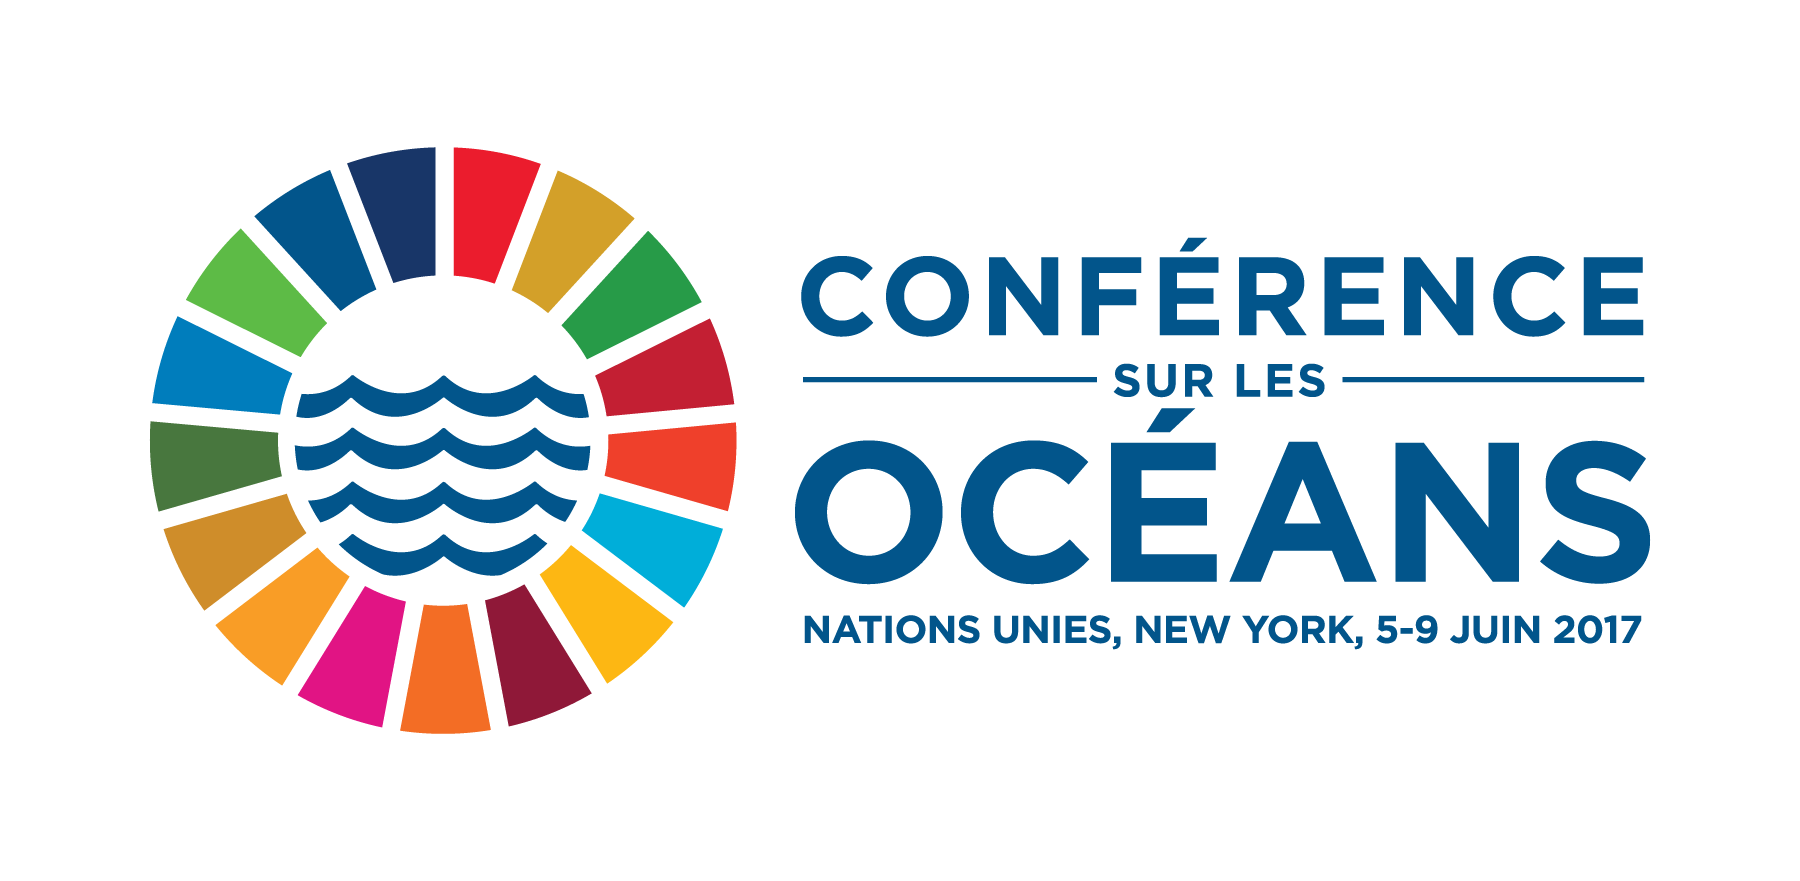 CONFÉRENCE
SUR LES
OCÉANS
NATIONS UNIES, NEW YORK, 5-9 JUIN 2017